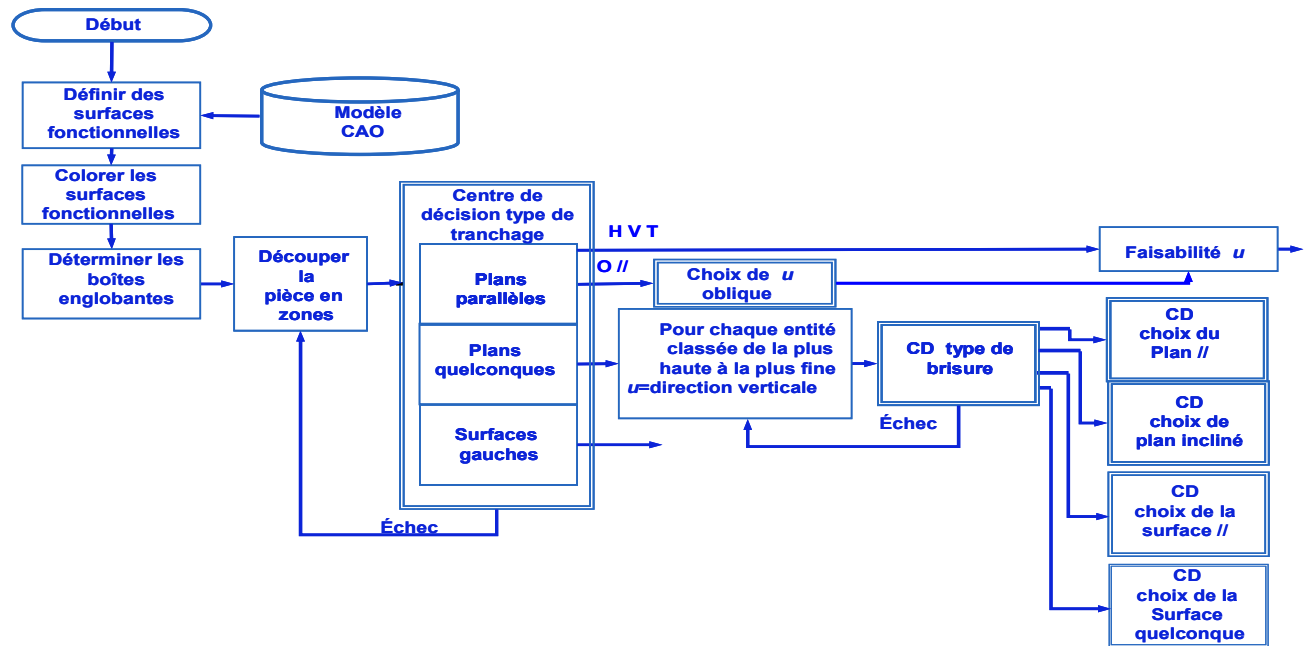 Début
Définir des
surfaces
fonctionnelles
Modèle
CAO
Colorer les
surfaces
fonctionnelles
Déterminer les
boîtes
englobantes
Découper
la
pièce en
zones
Centre de
décision type de
tranchage
Plans
parallèles
Plans
quelconques
Surfaces
gauches
Échec
H V T
O //
Choix de u
oblique
Faisabilité u
Pour chaque entité
classée de la plus
haute à la plus fine
u=direction verticale
CD type de
brisure
Échec
CD
choix du
Plan //
CD
choix de
plan incliné
CD
choix de la
surface //
CD
choix de la
Surface
quelconque